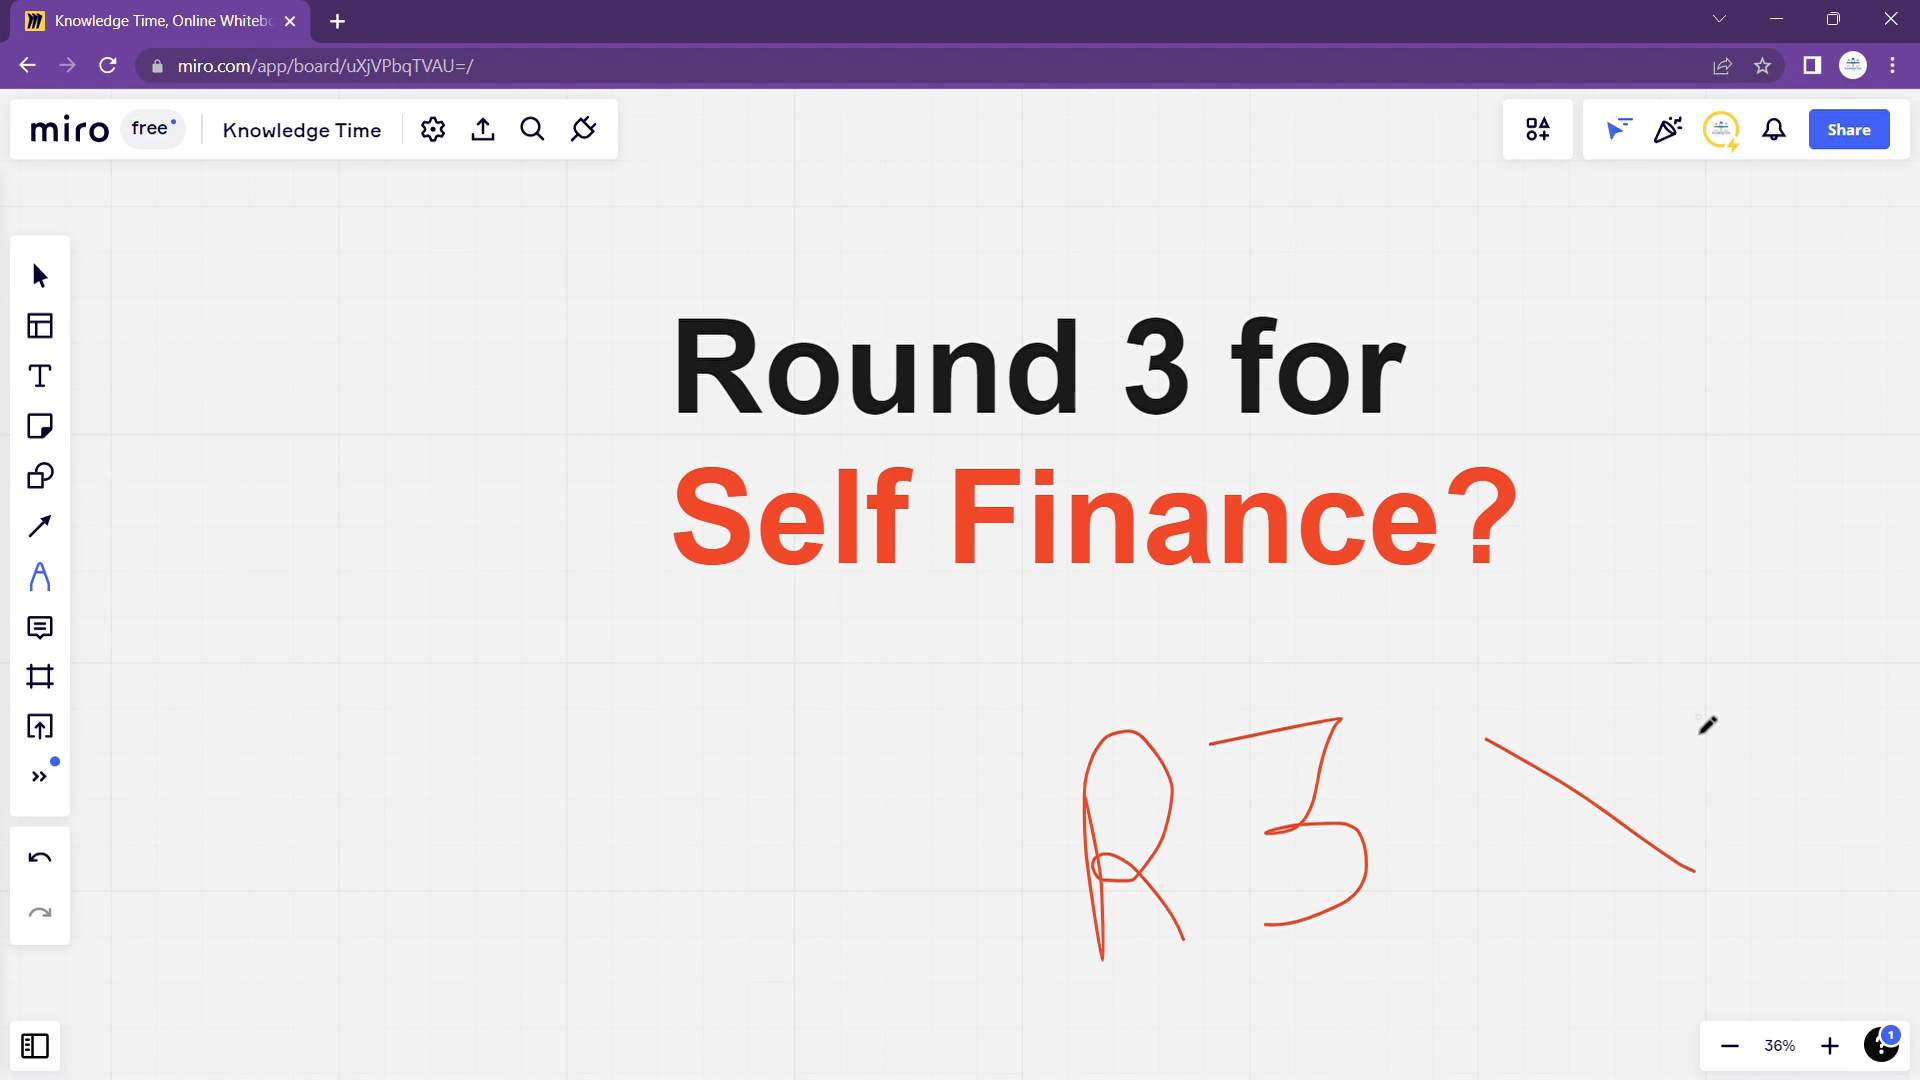 Knowledge Time, Online Whiteb
miro.com/app/board/uXjVPbqTVAU=/
miro free Knowledge Time
Share
Round 3 for
Self Finance?
R3
36%
1